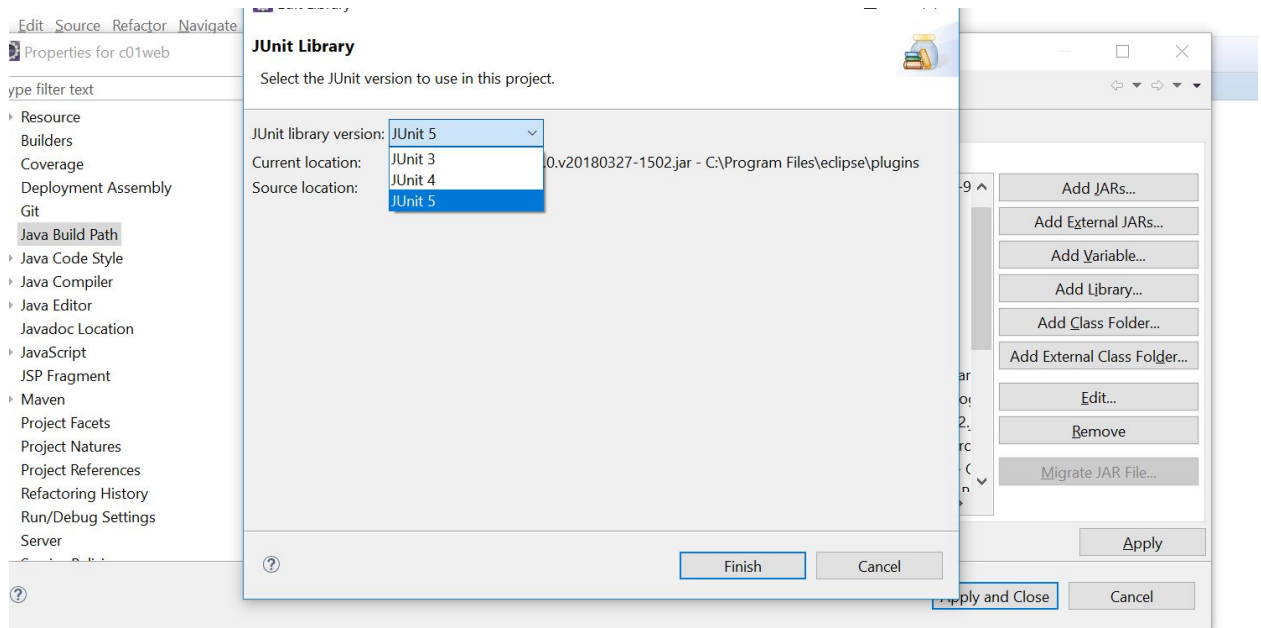 Edit Source Refactor Navigate
Properties for c01web
ype filter text
Resource
Builders
Coverage
Deployment Assembly
Git
Java Build Path
Java Code Style
Java Compiler
Java Editor
Javadoc Location
JavaScript
JSP Fragment
Maven
Project Facets
Project Natures
Project References
Refactoring History
Run/Debug Settings
Server
JUnit Library
Select the JUnit version to use in this project.
JUnit library version: JUnit 5
JUnit 3
JUnit 4
JUnit 5
Current location: .0.v20180327-1502.jar - C:\Program Files\eclipse\plugins
Source location:
Finish
Cancel
-9
ar
2.
rc
Add JARs...
Add External JARs...
Add Variable...
Add Library...
Add Class Folder...
Add External Class Folder...
Edit...
Remove
Migrate JAR File...
Apply
Apply and Close
Cancel